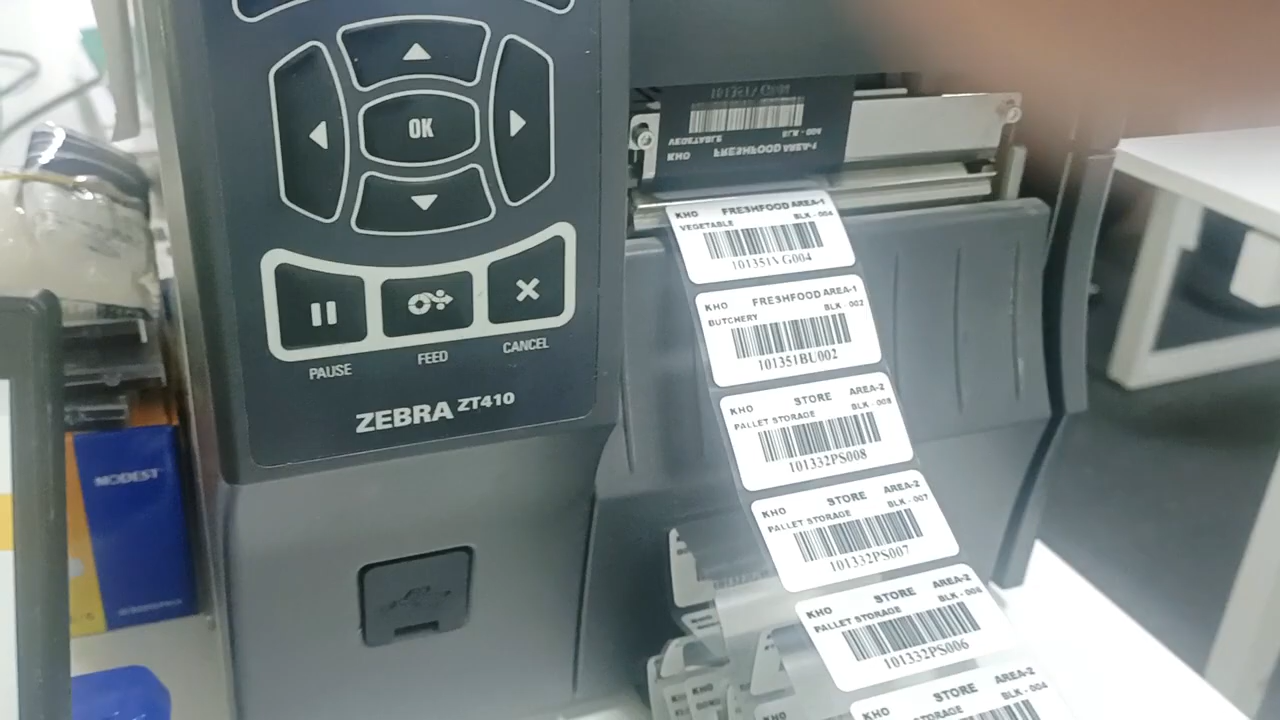 OK
PAUSE
FEED
CANCEL
ZEBRA ZT410
MODEST
KHO FRESHFOOD AREA-1
VEGETABLE BLK - 004
101351VG004
KHO FRESHFOOD AREA-1
BUTCHERY BLK - 002
101351BU002
KHO STORE AREA-2
PALLET STORAGE BLK - 008
101332PS008
KHO STORE AREA-2
PALLET STORAGE BLK - 007
101332PS007
KHO STORE AREA-2
PALLET STORAGE BLK - 006
101332PS006
KHO STORE AREA-2
BLK - 004